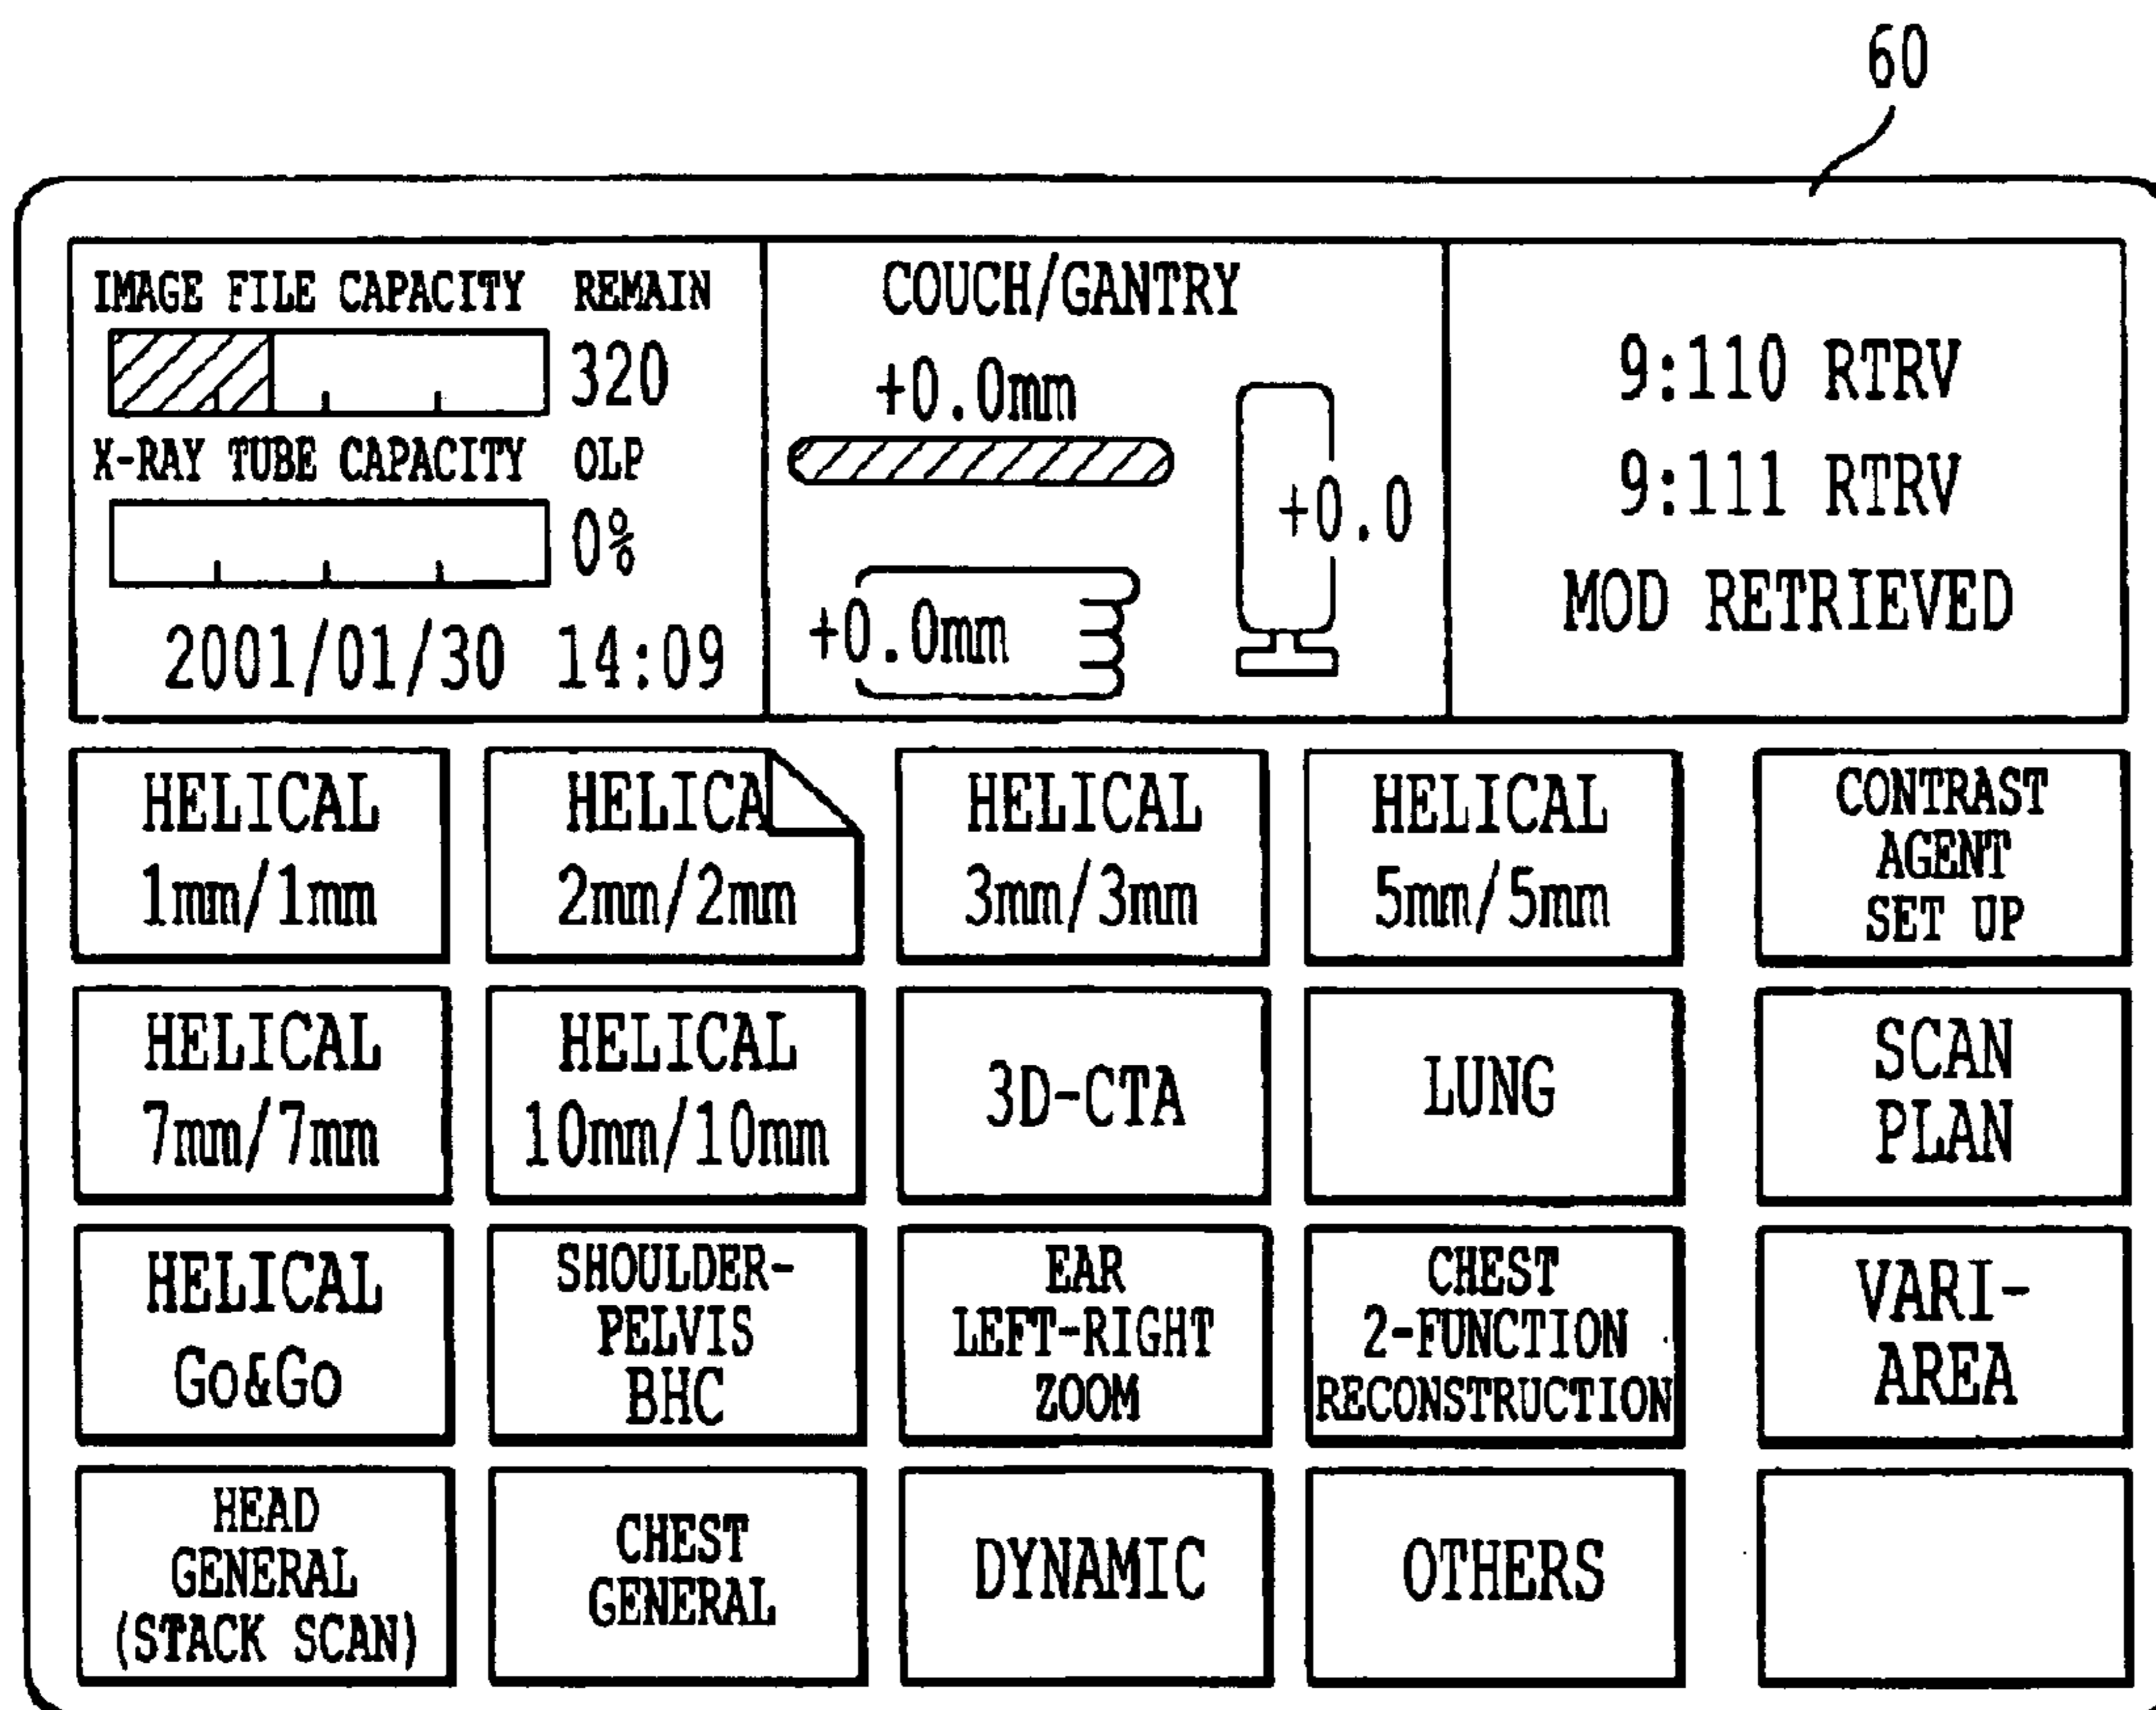 60
IMAGE FILE CAPACITY REMAIN
320
X-RAY TUBE CAPACITY OLP
0%
2001/01/30 14:09
COUCH/GANTRY
+0.0mm
+0.0
+0.0mm
9:110 RTRV
9:111 RTRV
MOD RETRIEVED
HELICAL
1mm/1mm
HELICA
2mm/2mm
HELICAL
3mm/3mm
HELICAL
5mm/5mm
CONTRAST
AGENT
SET UP
HELICAL
7mm/7mm
HELICAL
10mm/10mm
3D-CTA
LUNG
SCAN
PLAN
HELICAL
Go&Go
SHOULDER-
PELVIS
BHC
EAR
LEFT-RIGHT
ZOOM
CHEST
2-FUNCTION
RECONSTRUCTION
VARI-
AREA
HEAD
GENERAL
(STACK SCAN)
CHEST
GENERAL
DYNAMIC
OTHERS